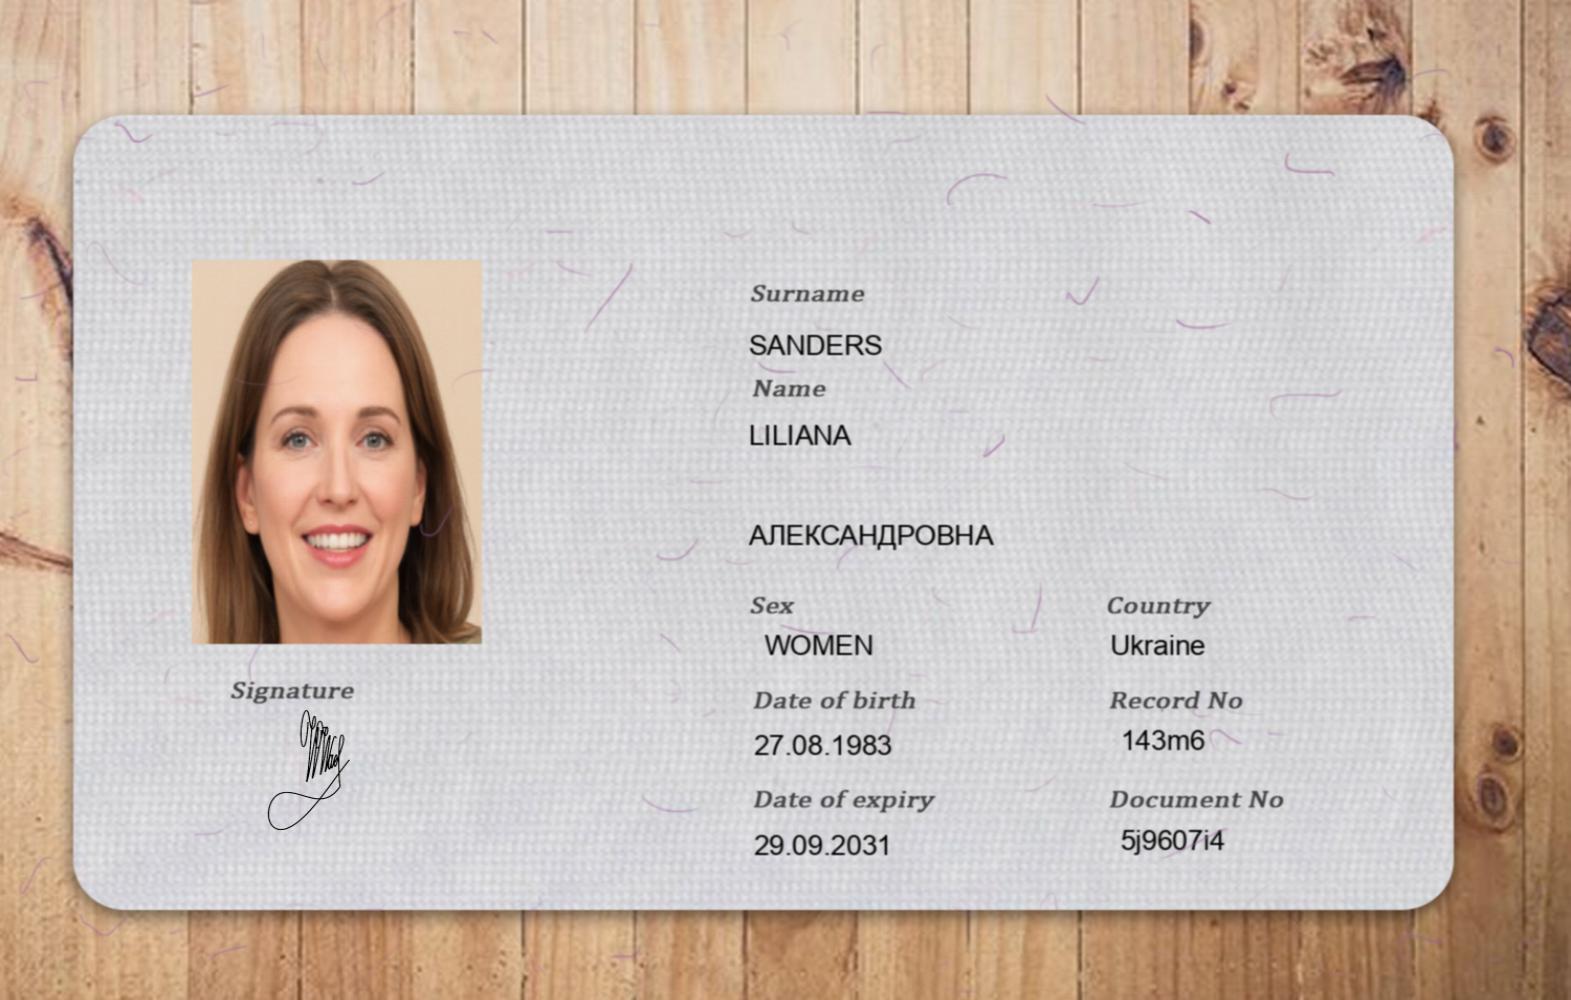 Surname
SANDERS
Name
LILIANA
АЛЕКСАНДРОВНА
Sex
Country
WOMEN
Ukraine
Date of birth
Record No
27.08.1983
143m6
Date of expiry
Document No
29.09.2031
5j9607i4
Signature